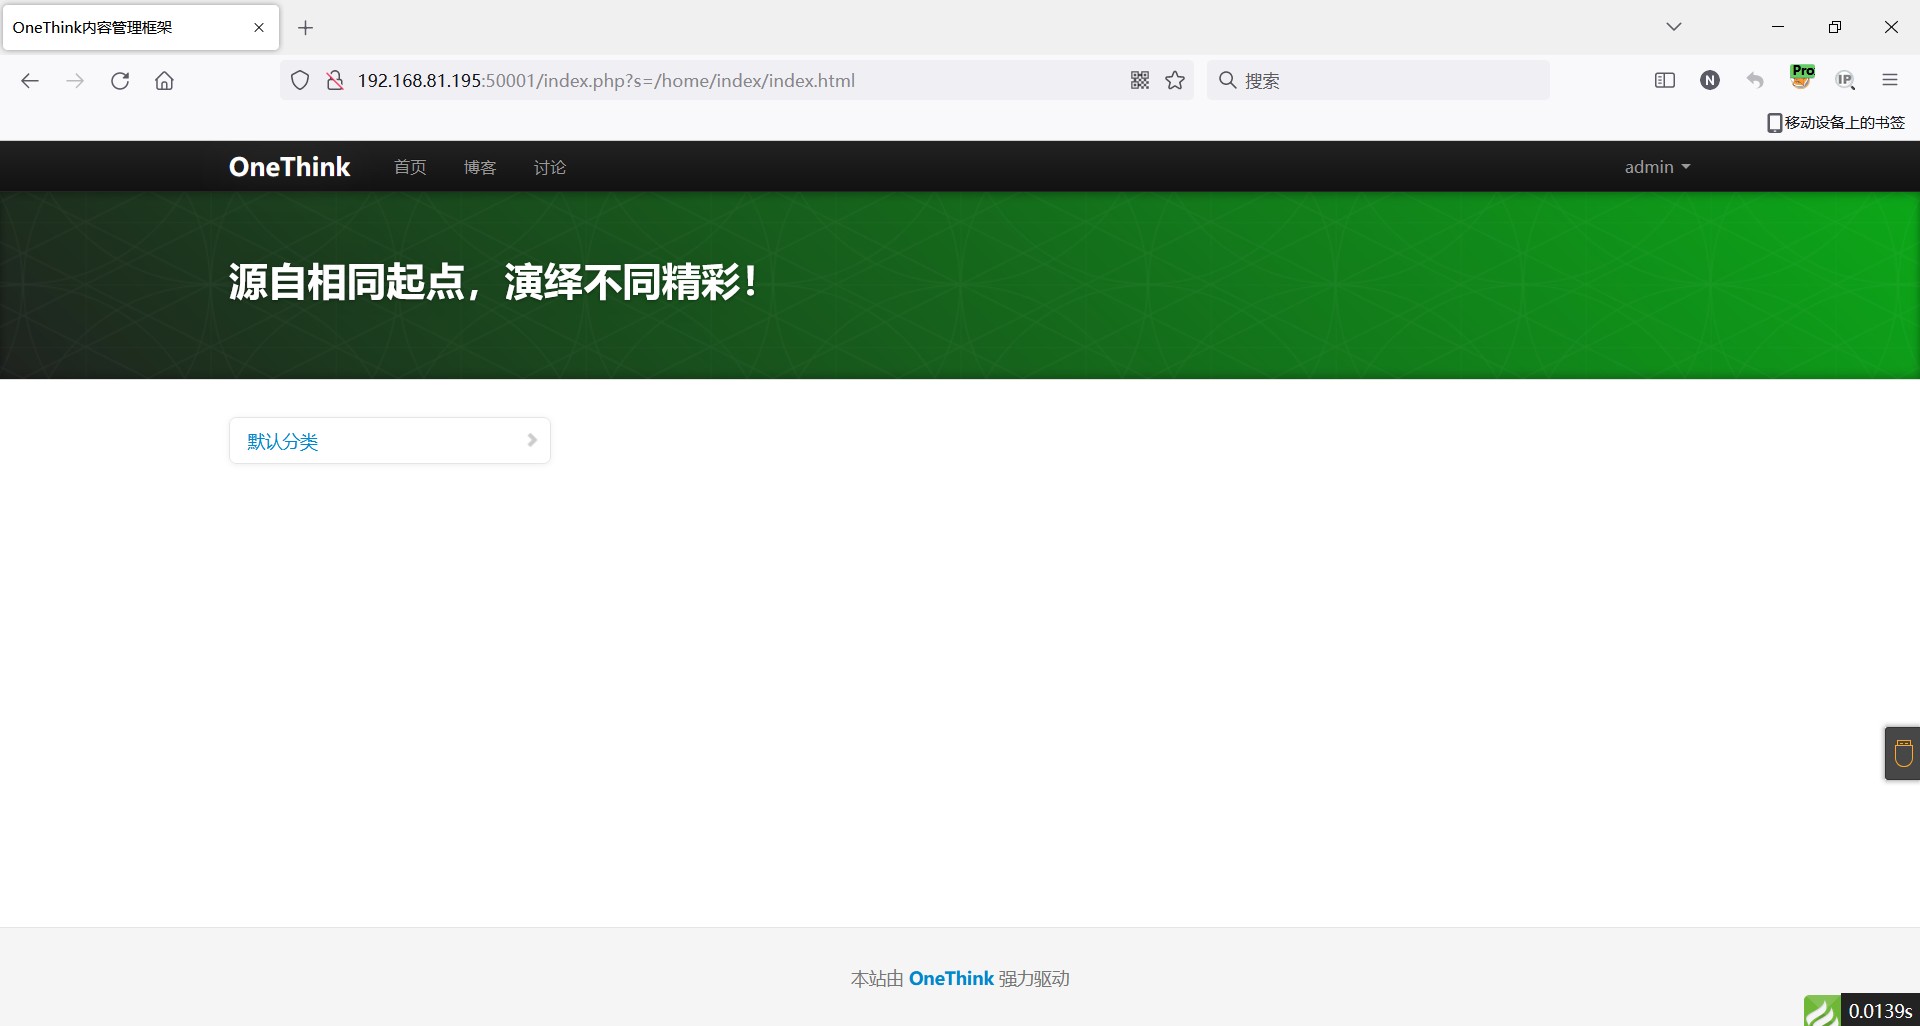 OneThink内容管理框架
192.168.81.195:50001/index.php?s=/home/index/index.html
搜索
N
Pro
IP
移动设备上的书签
OneThink 首页 博客 讨论 admin
源自相同起点，演绎不同精彩！
默认分类
本站由 OneThink 强力驱动
0.0139s